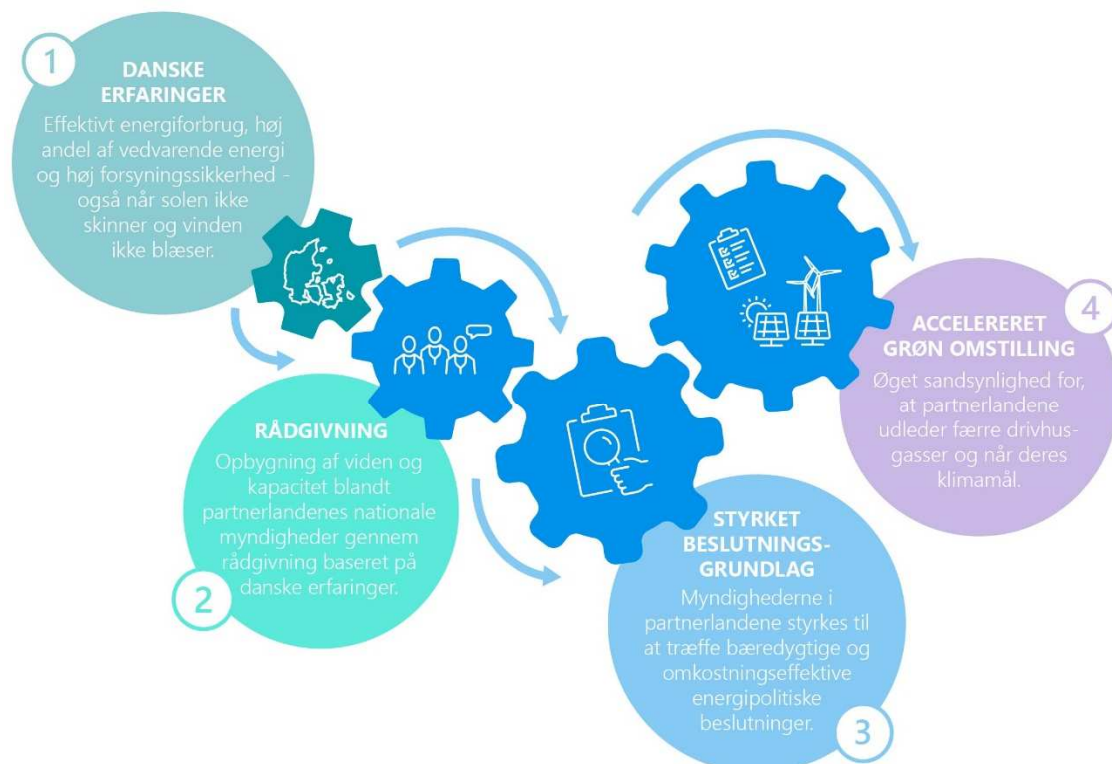 1
DANSKE
ERFARINGER
Effektivt energiforbrug, høj
andel af vedvarende energi
og høj forsyningssikkerhed -
også når solen ikke
skinner og vinden
ikke blæser.
2
RÅDGIVNING
Opbygning af viden og
kapacitet blandt
partnerlandenes nationale
myndigheder gennem
rådgivning baseret på
danske erfaringer.
3
STYRKET
BESLUTNINGS-
GRUNDLAG
Myndighederne i
partnerlandene styrkes til
at træffe bæredygtige og
omkostningseffektive
energipolitiske
beslutninger.
4
ACCELERERET
GRØN OMSTILLING
Øget sandsynlighed for,
at partnerlandene
udleder færre drivhus-
gasser og når deres
klimamål.